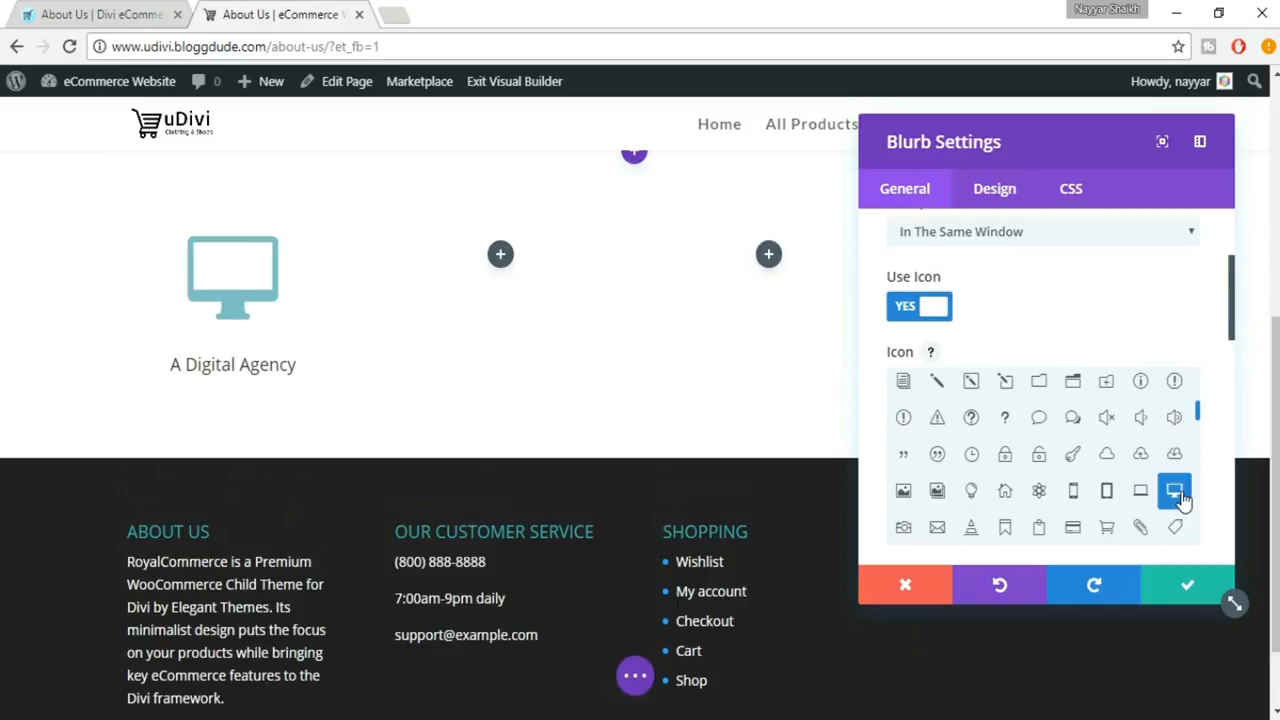 Nayyar Shaikh
About Us | Divi eComme
About Us | eCommerce W
www.udivi.bloggdude.com/about-us/?et_fb=1
eCommerce Website 0 New Edit Page Marketplace Exit Visual Builder Howdy, nayyar
uDivi
Clothing & Shoes
Home All Products
Blurb Settings
General Design CSS
In The Same Window
Use Icon
YES
Icon ?
A Digital Agency
ABOUT US
RoyalCommerce is a Premium
WooCommerce Child Theme for
Divi by Elegant Themes. Its
minimalist design puts the focus
on your products while bringing
key eCommerce features to the
Divi framework.
OUR CUSTOMER SERVICE
(800) 888-8888
7:00am-9pm daily
support@example.com
SHOPPING
Wishlist
My account
Checkout
Cart
Shop